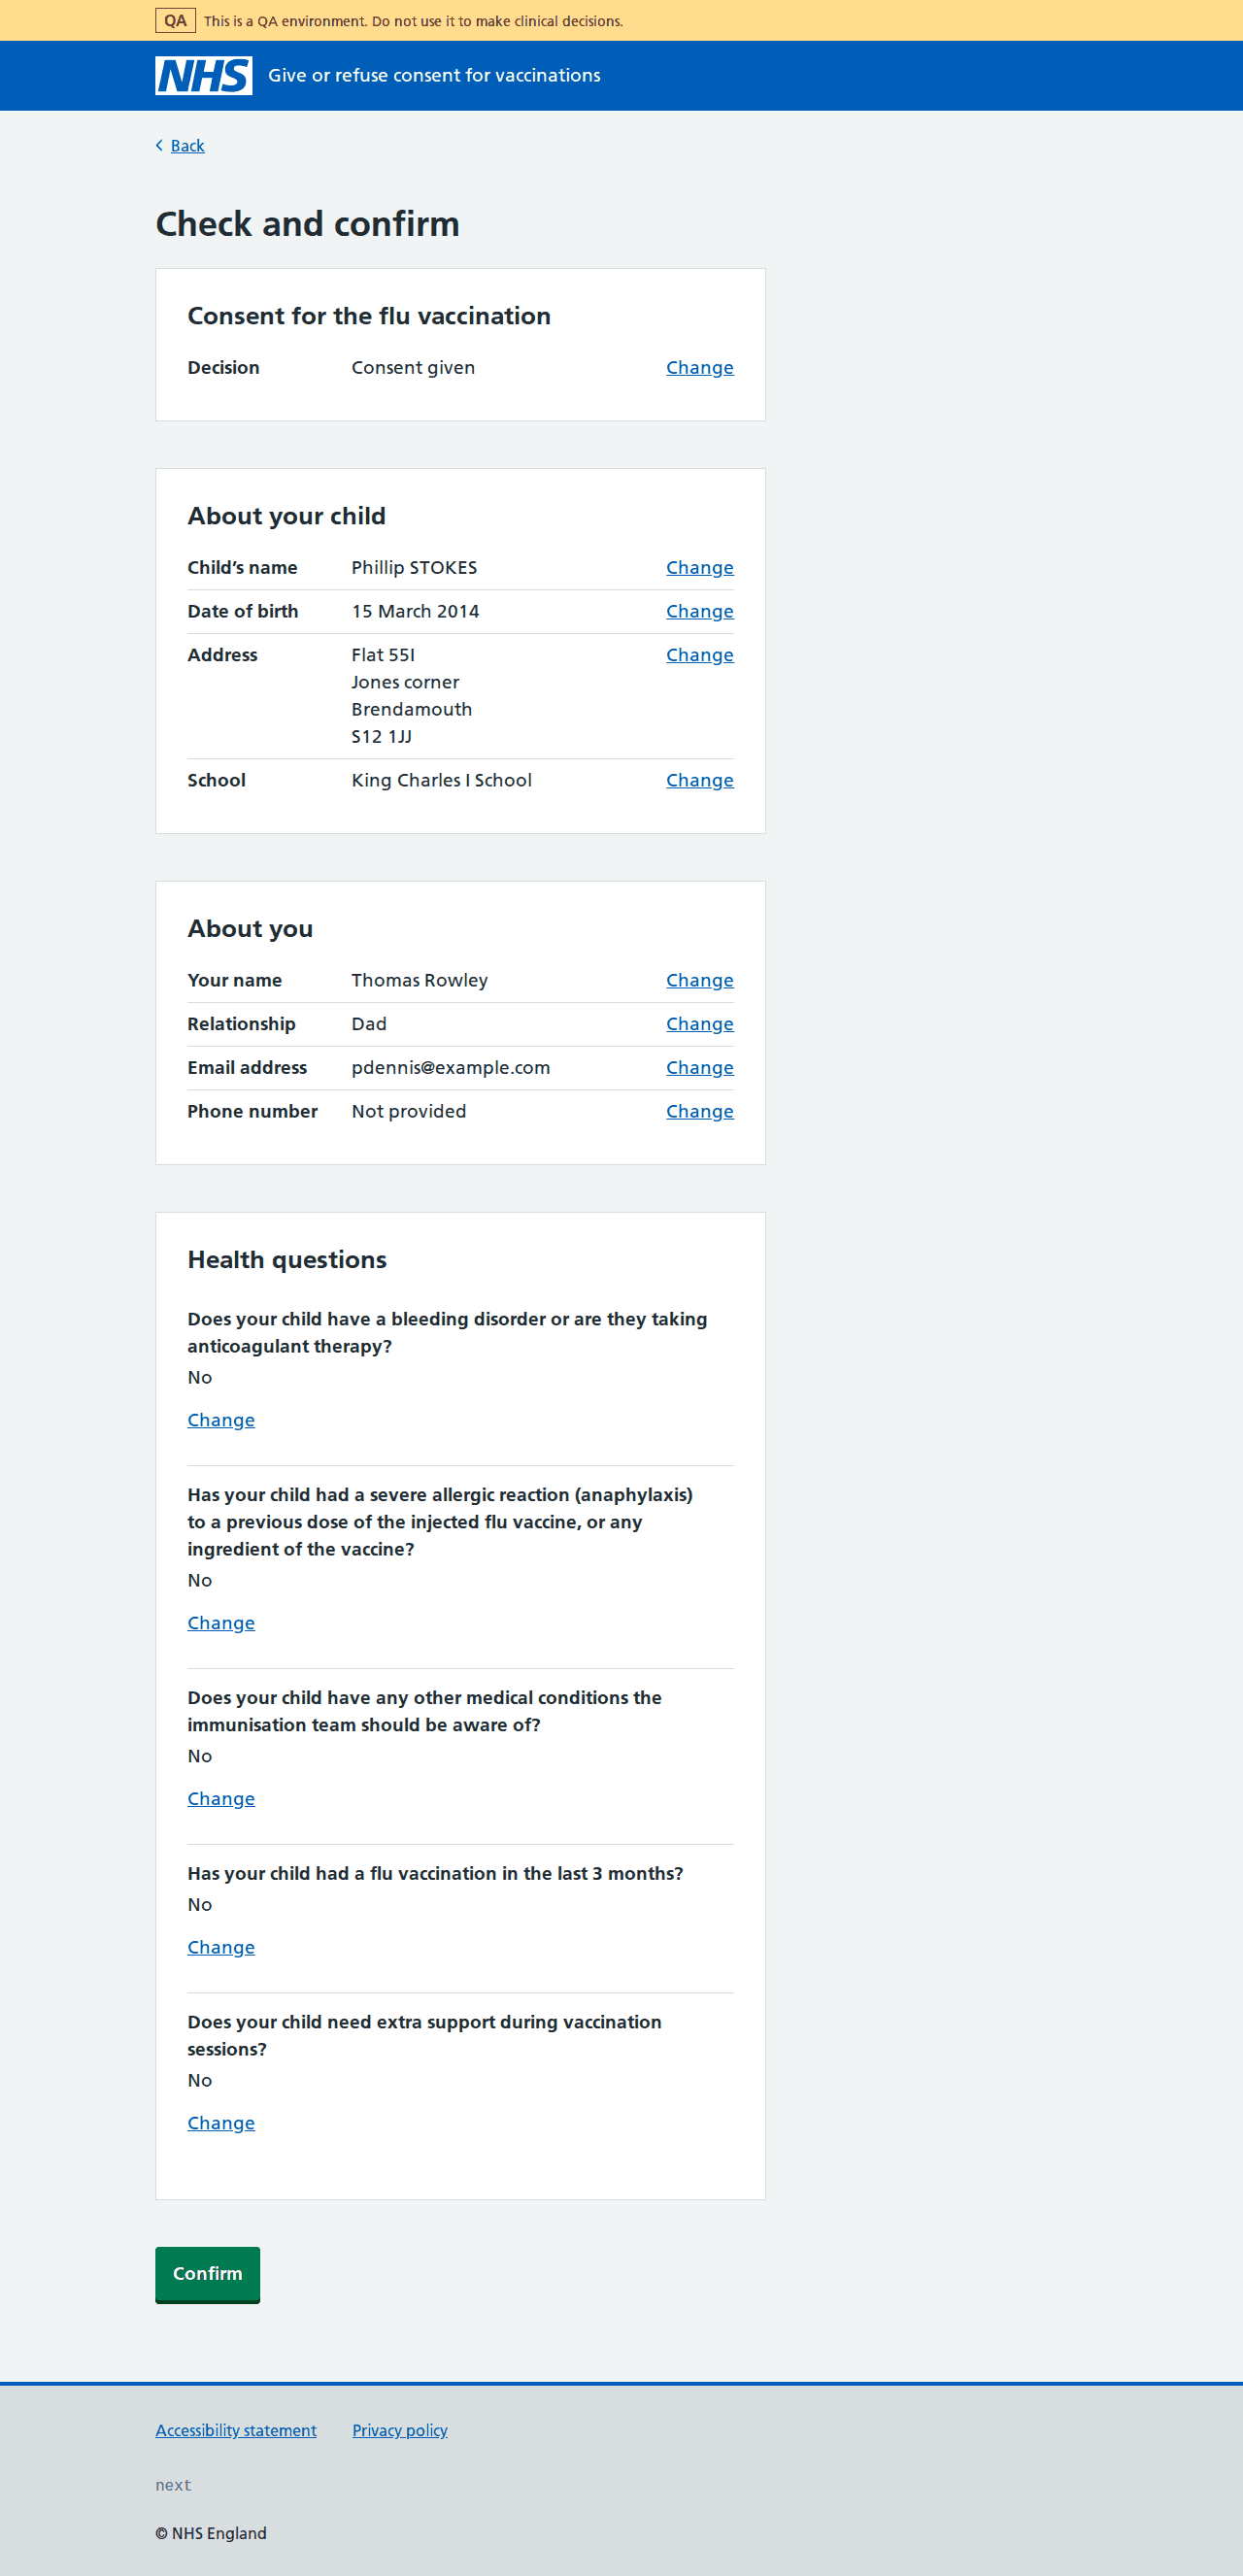 QA This is a QA environment. Do not use it to make clinical decisions.
NHS Give or refuse consent for vaccinations
Back
Check and confirm
Consent for the flu vaccination
Decision Consent given Change
About your child
Child’s name Phillip STOKES Change
Date of birth 15 March 2014 Change
Address Flat 55I Change
Jones corner
Brendamouth
S12 1JJ
School King Charles I School Change
About you
Your name Thomas Rowley Change
Relationship Dad Change
Email address pdennis@example.com Change
Phone number Not provided Change
Health questions
Does your child have a bleeding disorder or are they taking
anticoagulant therapy?
No
Change
Has your child had a severe allergic reaction (anaphylaxis)
to a previous dose of the injected flu vaccine, or any
ingredient of the vaccine?
No
Change
Does your child have any other medical conditions the
immunisation team should be aware of?
No
Change
Has your child had a flu vaccination in the last 3 months?
No
Change
Does your child need extra support during vaccination
sessions?
No
Change
Confirm
Accessibility statement Privacy policy
next
© NHS England